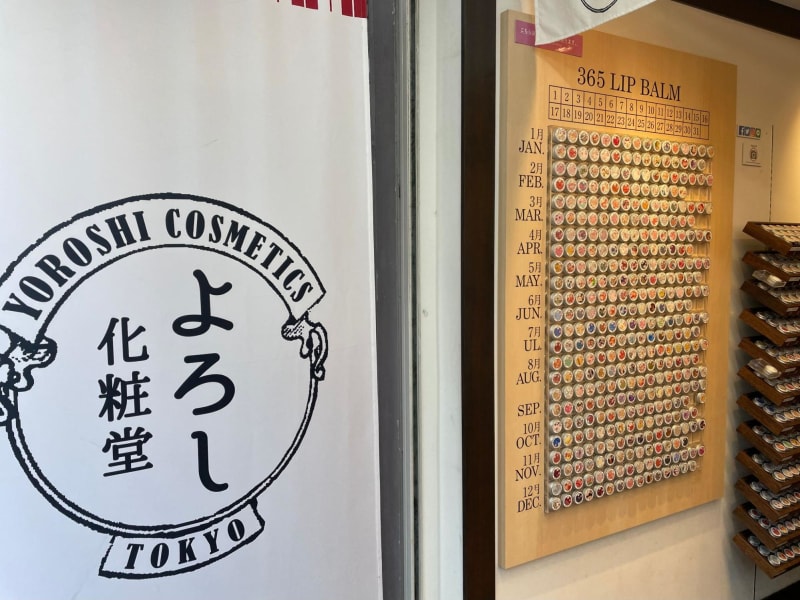 YOROSHI COSMETICS
よろし
化粧堂
TOKYO
365 LIP BALM
1 2 3 4 5 6 7 8 9 10 11 12 13 14 15 16
17 18 19 20 21 22 23 24 25 26 27 28 29 30 31
1月
JAN.
2月
FEB.
3月
MAR.
4月
APR.
5月
MAY.
6月
JUN.
7月
UL.
8月
AUG.
SEP.
10月
OCT.
11月
NOV.
12月
DEC.